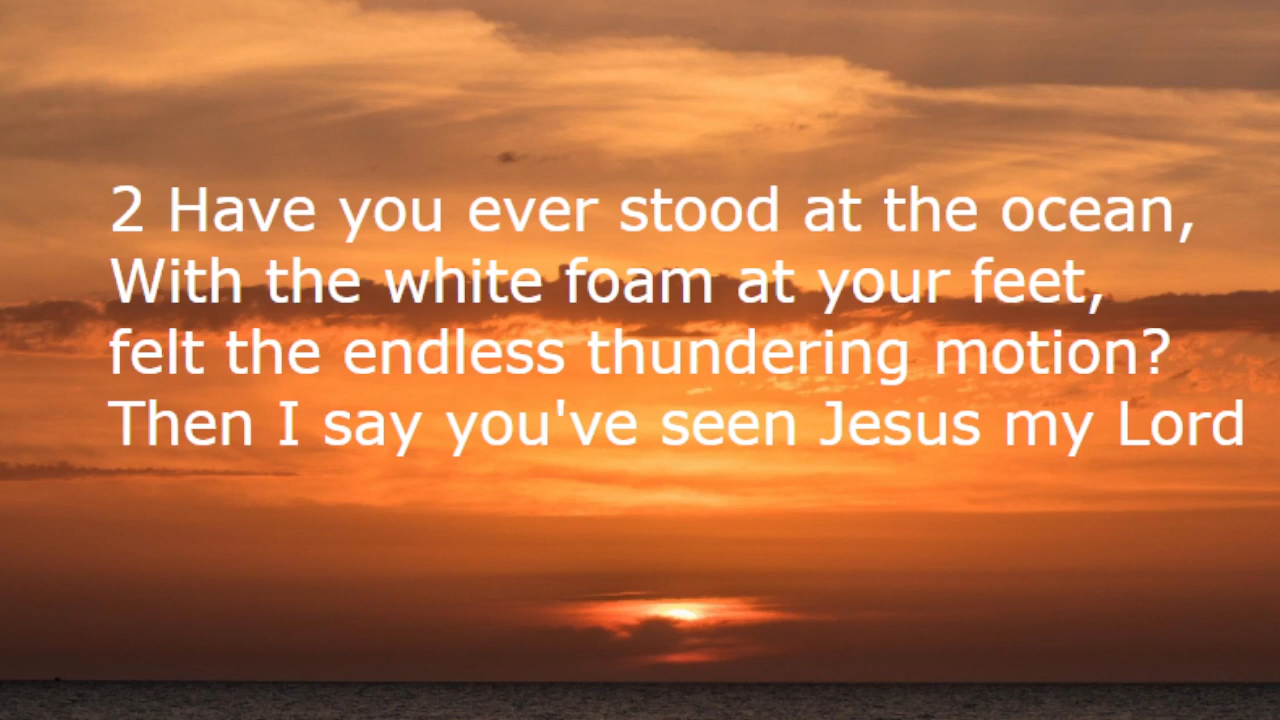 2 Have you ever stood at the ocean,
With the white foam at your feet,
felt the endless thundering motion?
Then I say you've seen Jesus my Lord